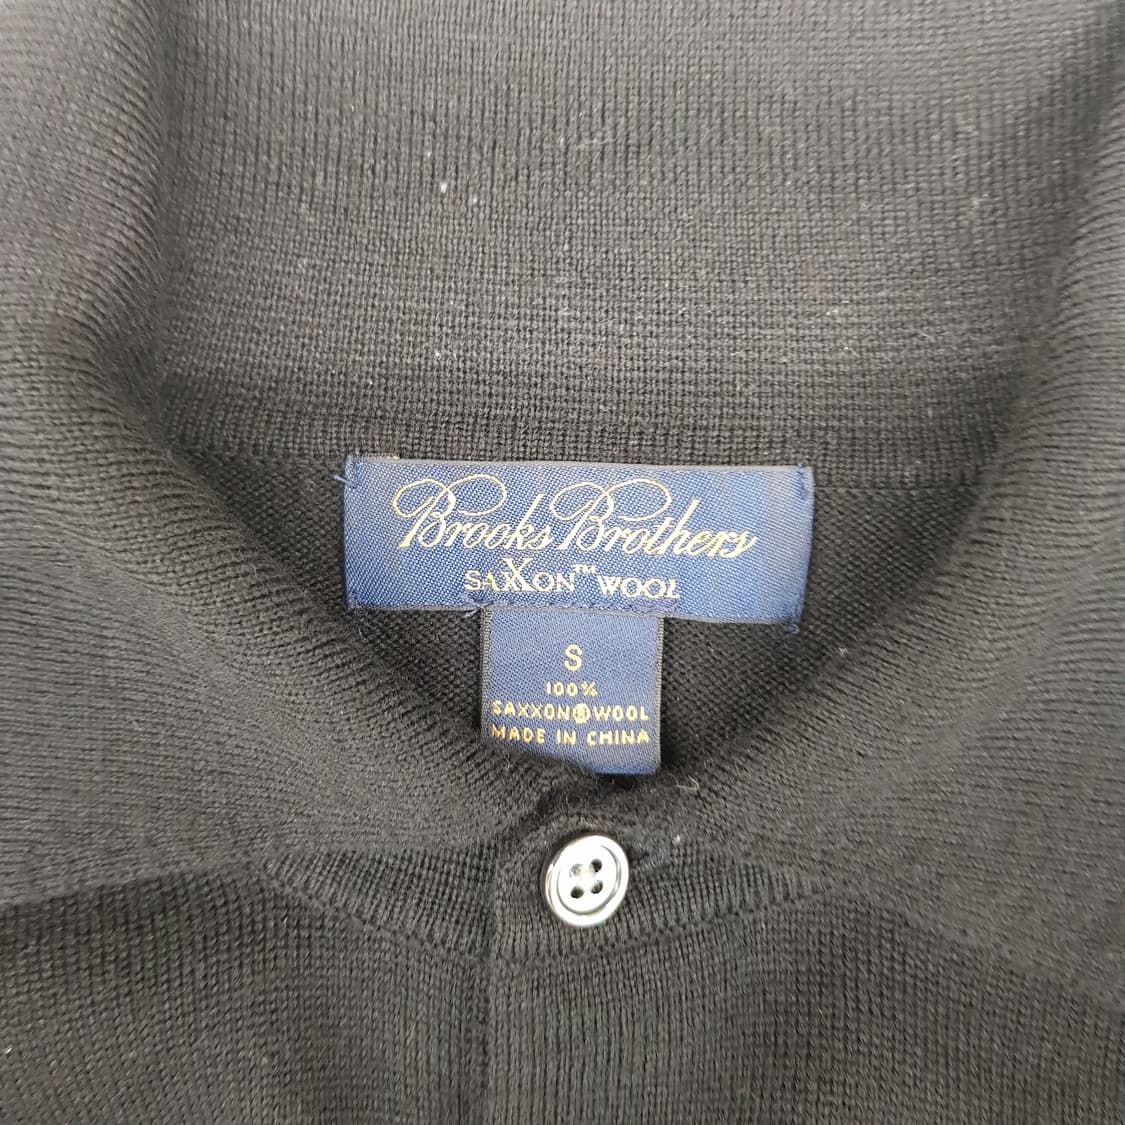 Brooks Brothers
SAXXON™ WOOL
S
100%
SAXXON® WOOL
MADE IN CHINA